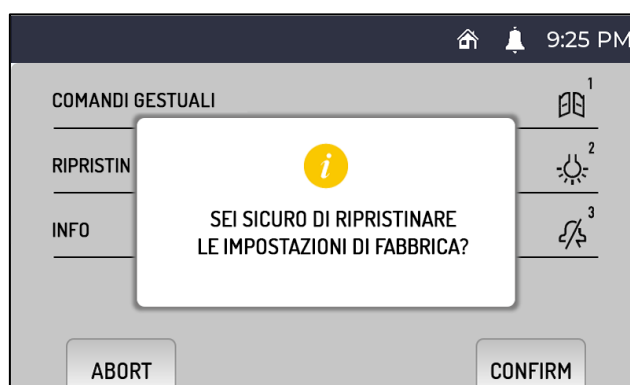 9:25 PM
COMANDI GESTUALI
1
RIPRISTIN
2
INFO
3
i
SEI SICURO DI RIPRISTINARE
LE IMPOSTAZIONI DI FABBRICA?
ABORT
CONFIRM